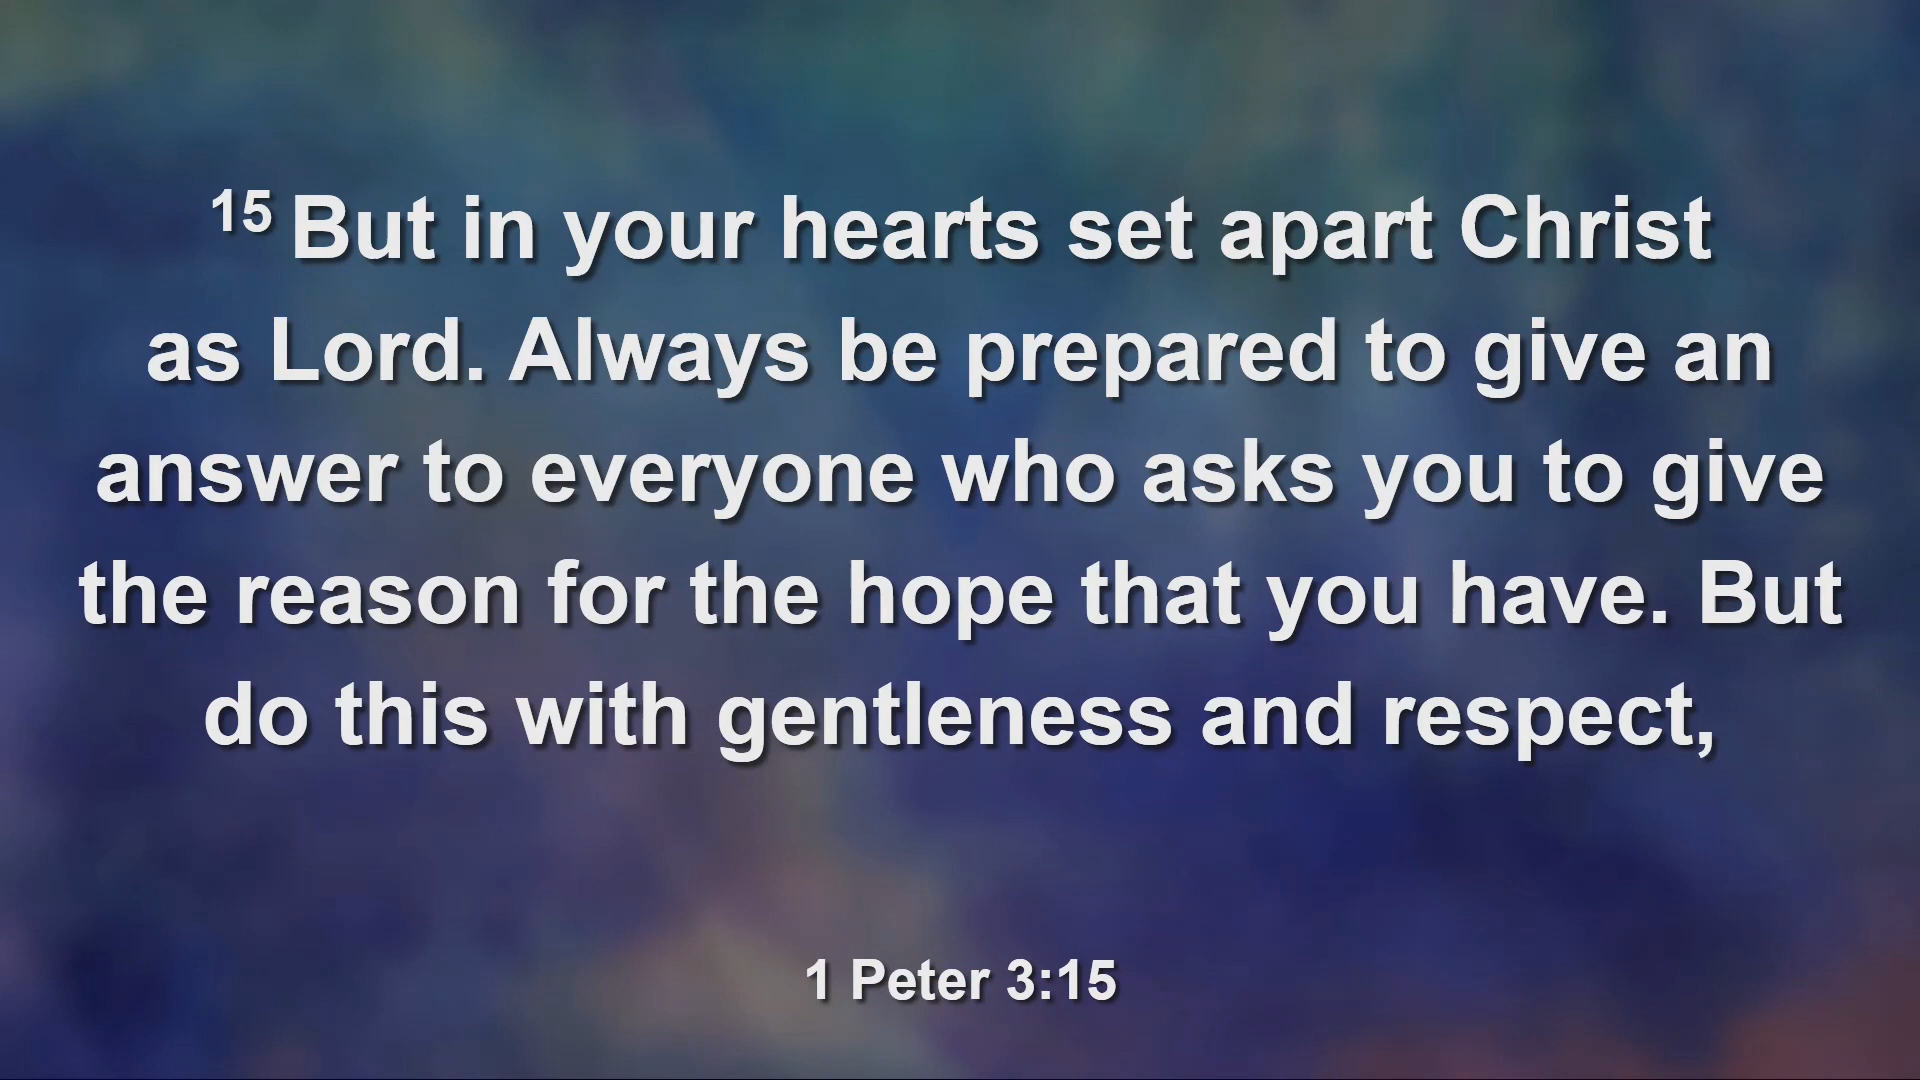 15 But in your hearts set apart Christ
as Lord. Always be prepared to give an
answer to everyone who asks you to give
the reason for the hope that you have. But
do this with gentleness and respect,
1 Peter 3:15